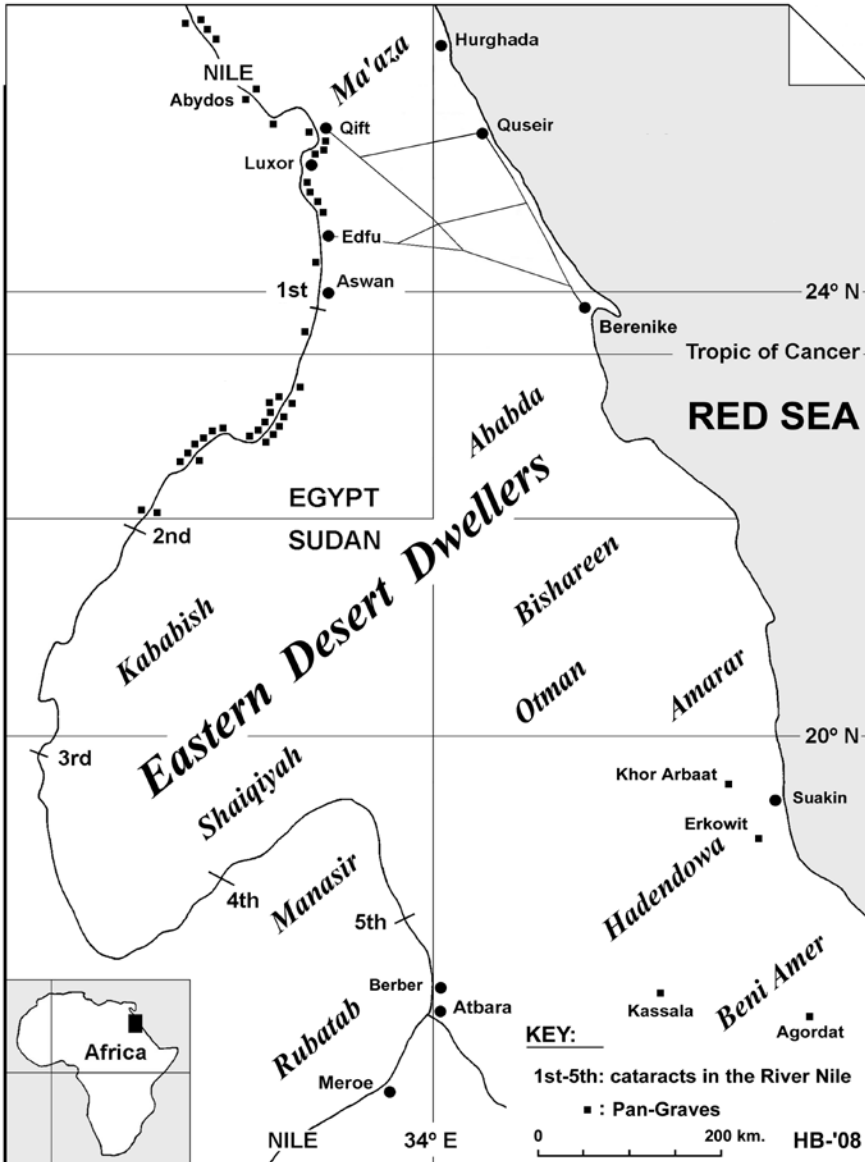 Hurghada
Ma'aza
NILE
Abydos
Qift
Quseir
Luxor
Edfu
Aswan
1st
24º N
Berenike
Tropic of Cancer
RED SEA
Ababda
EGYPT
SUDAN
2nd
Eastern Desert Dwellers
Bishareen
Kababish
Otman
Amarar
20º N
3rd
Shaiqiyah
Khor Arbaat
Suakin
Erkowit
4th
Manasir
Hadendowa
5th
Beni Amer
Berber
Atbara
Kassala
Agordat
Rubatab
Africa
Meroe
KEY:
1st-5th: cataracts in the River Nile
: Pan-Graves
NILE
34º E
0 200 km.
HB-'08